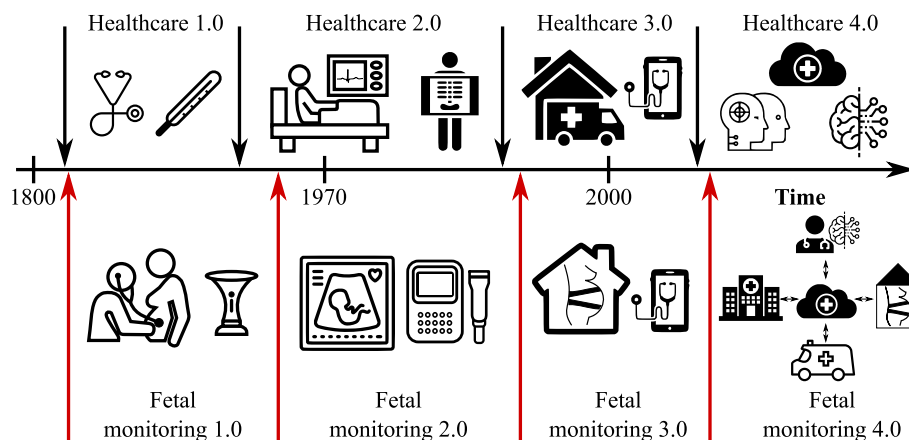 Healthcare 1.0
Healthcare 2.0
Healthcare 3.0
Healthcare 4.0
1800
1970
2000
Time
Fetal
monitoring 1.0
Fetal
monitoring 2.0
Fetal
monitoring 3.0
Fetal
monitoring 4.0